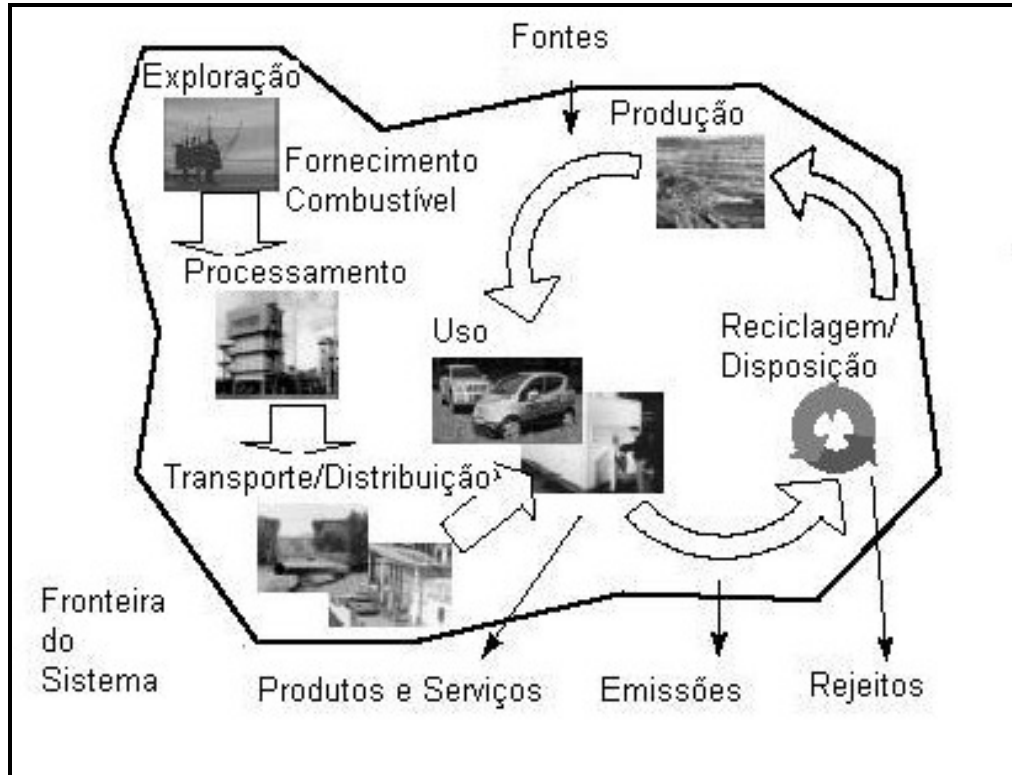 Fontes
Exploração
Produção
Fornecimento
Combustível
Processamento
Uso
Reciclagem/
Disposição
Transporte/Distribuição
Fronteira
do
Sistema
Produtos e Serviços
Emissões
Rejeitos